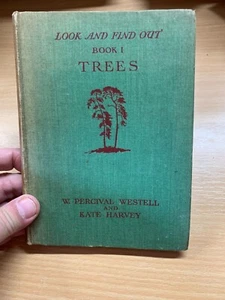 LOOK AND FIND OUT
BOOK I
TREES
W. PERCIVAL WESTELL
AND
KATE HARVEY